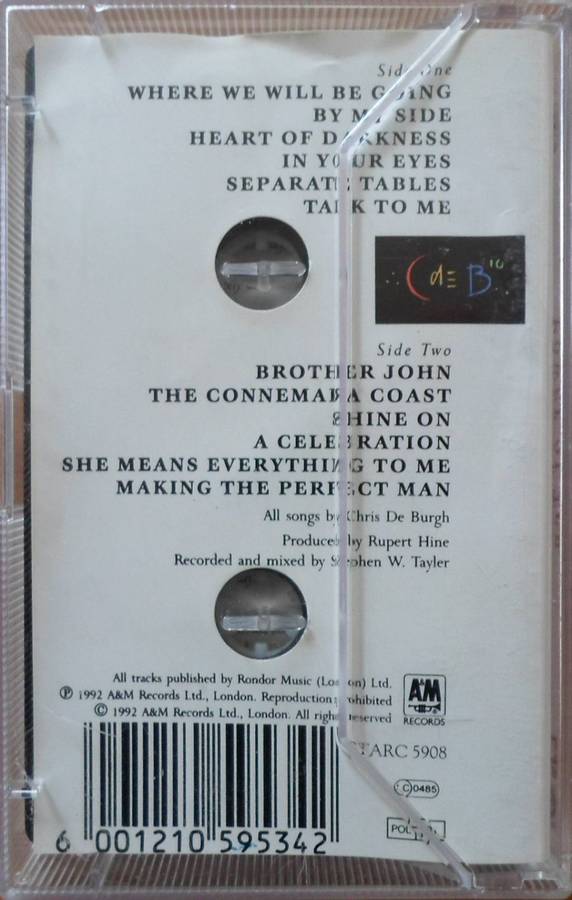 Side One
WHERE WE WILL BE GOING
BY MY SIDE
HEART OF DARKNESS
IN YOUR EYES
SEPARATE TABLES
TALK TO ME
CdE B 10
Side Two
BROTHER JOHN
THE CONNEMARA COAST
SHINE ON
A CELEBRATION
SHE MEANS EVERYTHING TO ME
MAKING THE PERFECT MAN
All songs by Chris De Burgh
Produced by Rupert Hine
Recorded and mixed by Stephen W. Tayler
All tracks published by Rondor Music (London) Ltd.
℗ 1992 A&M Records Ltd., London. Reproduction prohibited
© 1992 A&M Records Ltd., London. All rights reserved
A&M
RECORDS
STARC 5908
LC 0485
6 001210 595342